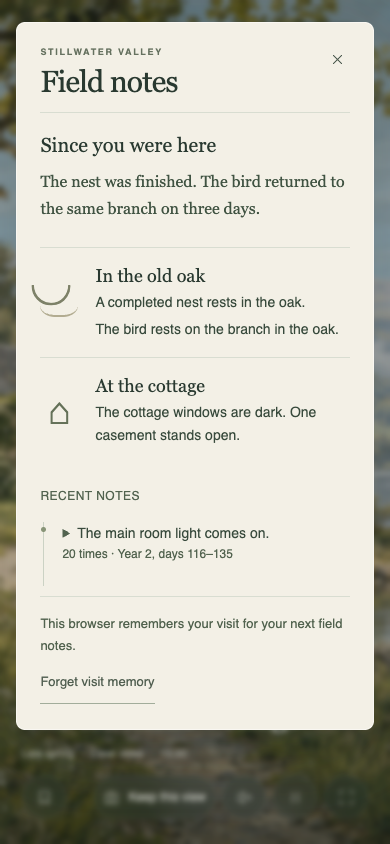 STILLWATER VALLEY
Field notes
Since you were here
The nest was finished. The bird returned to
the same branch on three days.
In the old oak
A completed nest rests in the oak.
The bird rests on the branch in the oak.
At the cottage
The cottage windows are dark. One
casement stands open.
RECENT NOTES
The main room light comes on.
20 times · Year 2, days 116–135
This browser remembers your visit for your next field
notes.
Forget visit memory
Keep this view